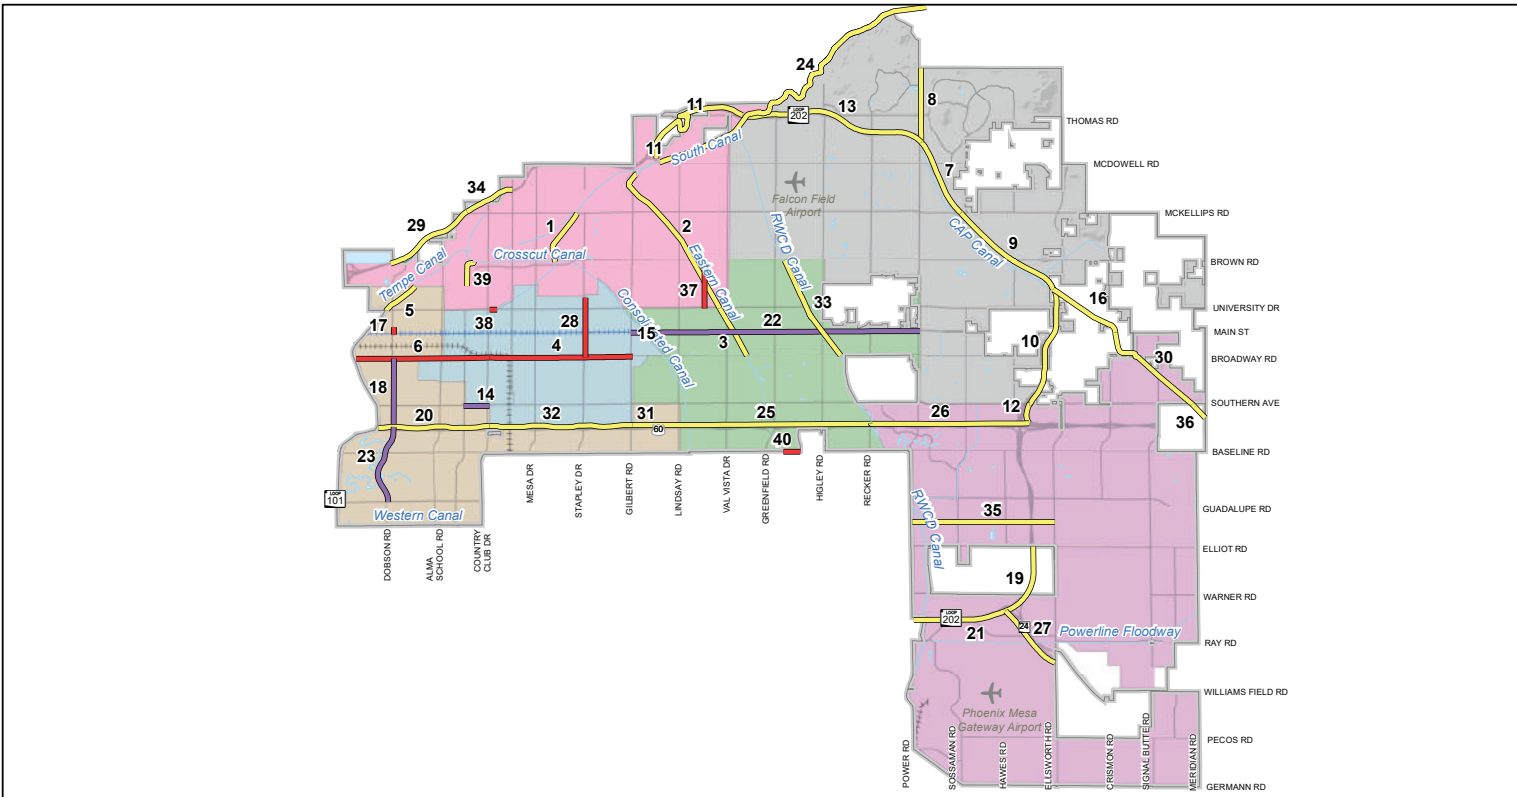 24
11
13
8
LOOP
202
THOMAS RD
11
South Canal
7
MCDOWELL RD
34
Falcon Field
Airport
29
1
2
RWCD Canal
CAP Canal
9
MCKELLIPS RD
Tempe Canal
Crosscut Canal
Eastern Canal
BROWN RD
39
37
33
16
5
Consolidated Canal
UNIVERSITY DR
17
38
28
15
22
MAIN ST
6
4
3
10
BROADWAY RD
30
18
14
12
SOUTHERN AVE
20
32
31
25
26
36
60
40
BASELINE RD
23
LOOP
101
Western Canal
MESA DR
STAPLEY DR
GILBERT RD
LINDSAY RD
VAL VISTA DR
GREENFIELD RD
HIGLEY RD
RECKER RD
DOBSON RD
ALMA
SCHOOL RD
COUNTRY
CLUB DR
RWCD Canal
35
GUADALUPE RD
ELLIOT RD
19
WARNER RD
LOOP
202
21
24
27
Powerline Floodway
RAY RD
WILLIAMS FIELD RD
Phoenix Mesa
Gateway Airport
PECOS RD
POWER RD
SOSSAMAN RD
HAWES RD
ELLSWORTH RD
CRISMON RD
SIGNAL BUTTE RD
MERIDIAN RD
GERMANN RD